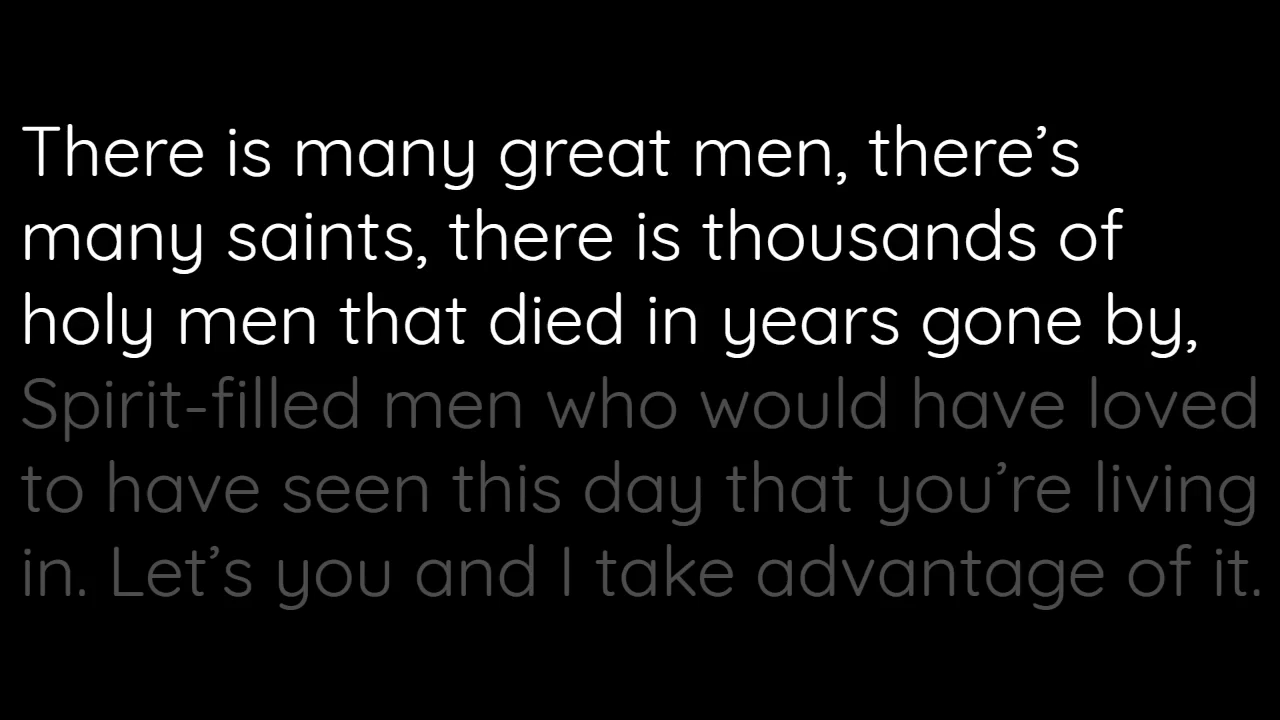 There is many great men, there’s
many saints, there is thousands of
holy men that died in years gone by,
Spirit-filled men who would have loved
to have seen this day that you’re living
in. Let’s you and I take advantage of it.